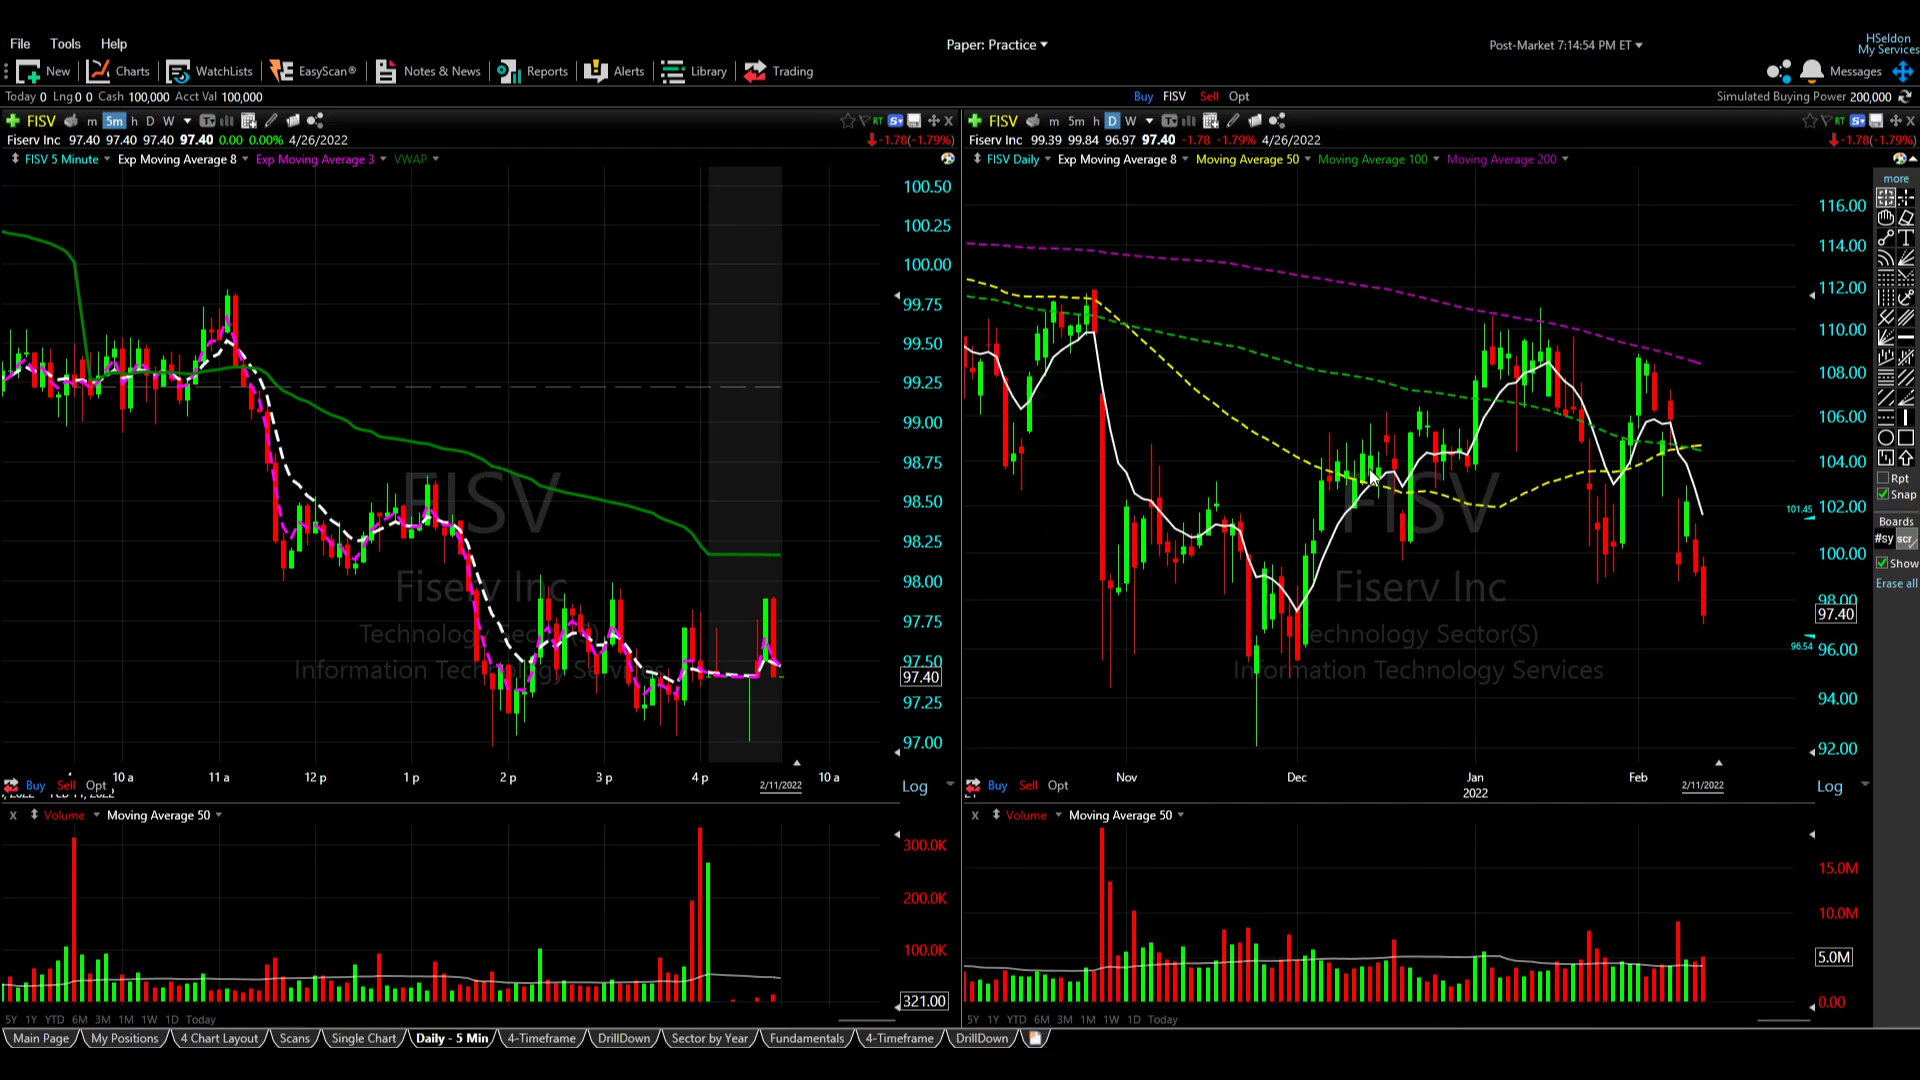 File Tools Help
Paper: Practice
Post-Market 7:14:54 PM ET
HSeldon
My Services
New Charts WatchLists EasyScan® Notes & News Reports Alerts Library Trading
Messages
Today 0 Lng 0 0 Cash 100,000 Acct Val 100,000
Buy FISV Sell Opt
Simulated Buying Power 200,000
FISV m 5m h D W RT
Fiserv Inc 97.40 97.40 97.40 97.40 0.00 0.00% 4/26/2022 -1.78(-1.79%)
FISV 5 Minute Exp Moving Average 8 Exp Moving Average 3 VWAP
100.50
100.25
100.00
99.75
99.50
99.25
99.00
98.75
98.50
98.25
98.00
97.75
97.50
97.40
97.25
97.00
FISV
Fiserv Inc
Technology Sector(S)
Information Technology Services
10 a 11 a 12 p 1 p 2 p 3 p 4 p 10 a
Buy Sell Opt
2/11/2022
Log
X Volume Moving Average 50
300.0K
200.0K
100.0K
321.00
5Y 1Y YTD 6M 3M 1M 1W 1D Today
FISV m 5m h D W RT
Fiserv Inc 99.39 99.84 96.97 97.40 -1.78 -1.79% 4/26/2022 -1.78(-1.79%)
FISV Daily Exp Moving Average 8 Moving Average 50 Moving Average 100 Moving Average 200
116.00
114.00
112.00
110.00
108.00
106.00
104.00
102.00
101.45
100.00
98.00
97.40
96.54
96.00
94.00
92.00
FISV
Fiserv Inc
Technology Sector(S)
Information Technology Services
Nov Dec Jan Feb
2022
Buy Sell Opt
2/11/2022
Log
X Volume Moving Average 50
15.0M
10.0M
5.0M
0.00
5Y 1Y YTD 6M 3M 1M 1W 1D Today
more
Rpt
Snap
Boards
#sy scr
Show
Erase all
Main Page My Positions 4 Chart Layout Scans Single Chart Daily - 5 Min 4-Timeframe DrillDown Sector by Year Fundamentals 4-Timeframe DrillDown